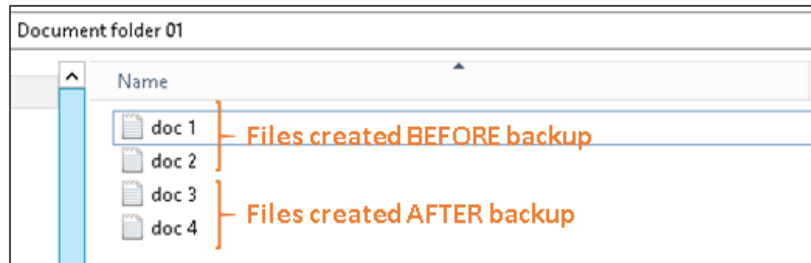 Document folder 01
Name
doc 1
Files created BEFORE backup
doc 2
doc 3
Files created AFTER backup
doc 4